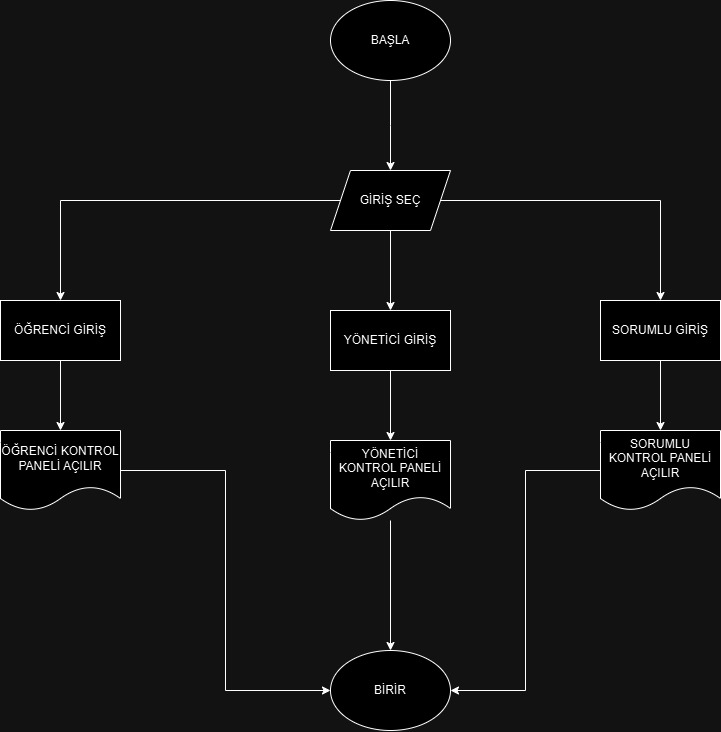 BAŞLA
GİRİŞ SEÇ
ÖĞRENCİ GİRİŞ
YÖNETİCİ GİRİŞ
SORUMLU GİRİŞ
ÖĞRENCİ KONTROL
PANELİ AÇILIR
YÖNETİCİ
KONTROL PANELİ
AÇILIR
SORUMLU
KONTROL PANELİ
AÇILIR
BİRİR